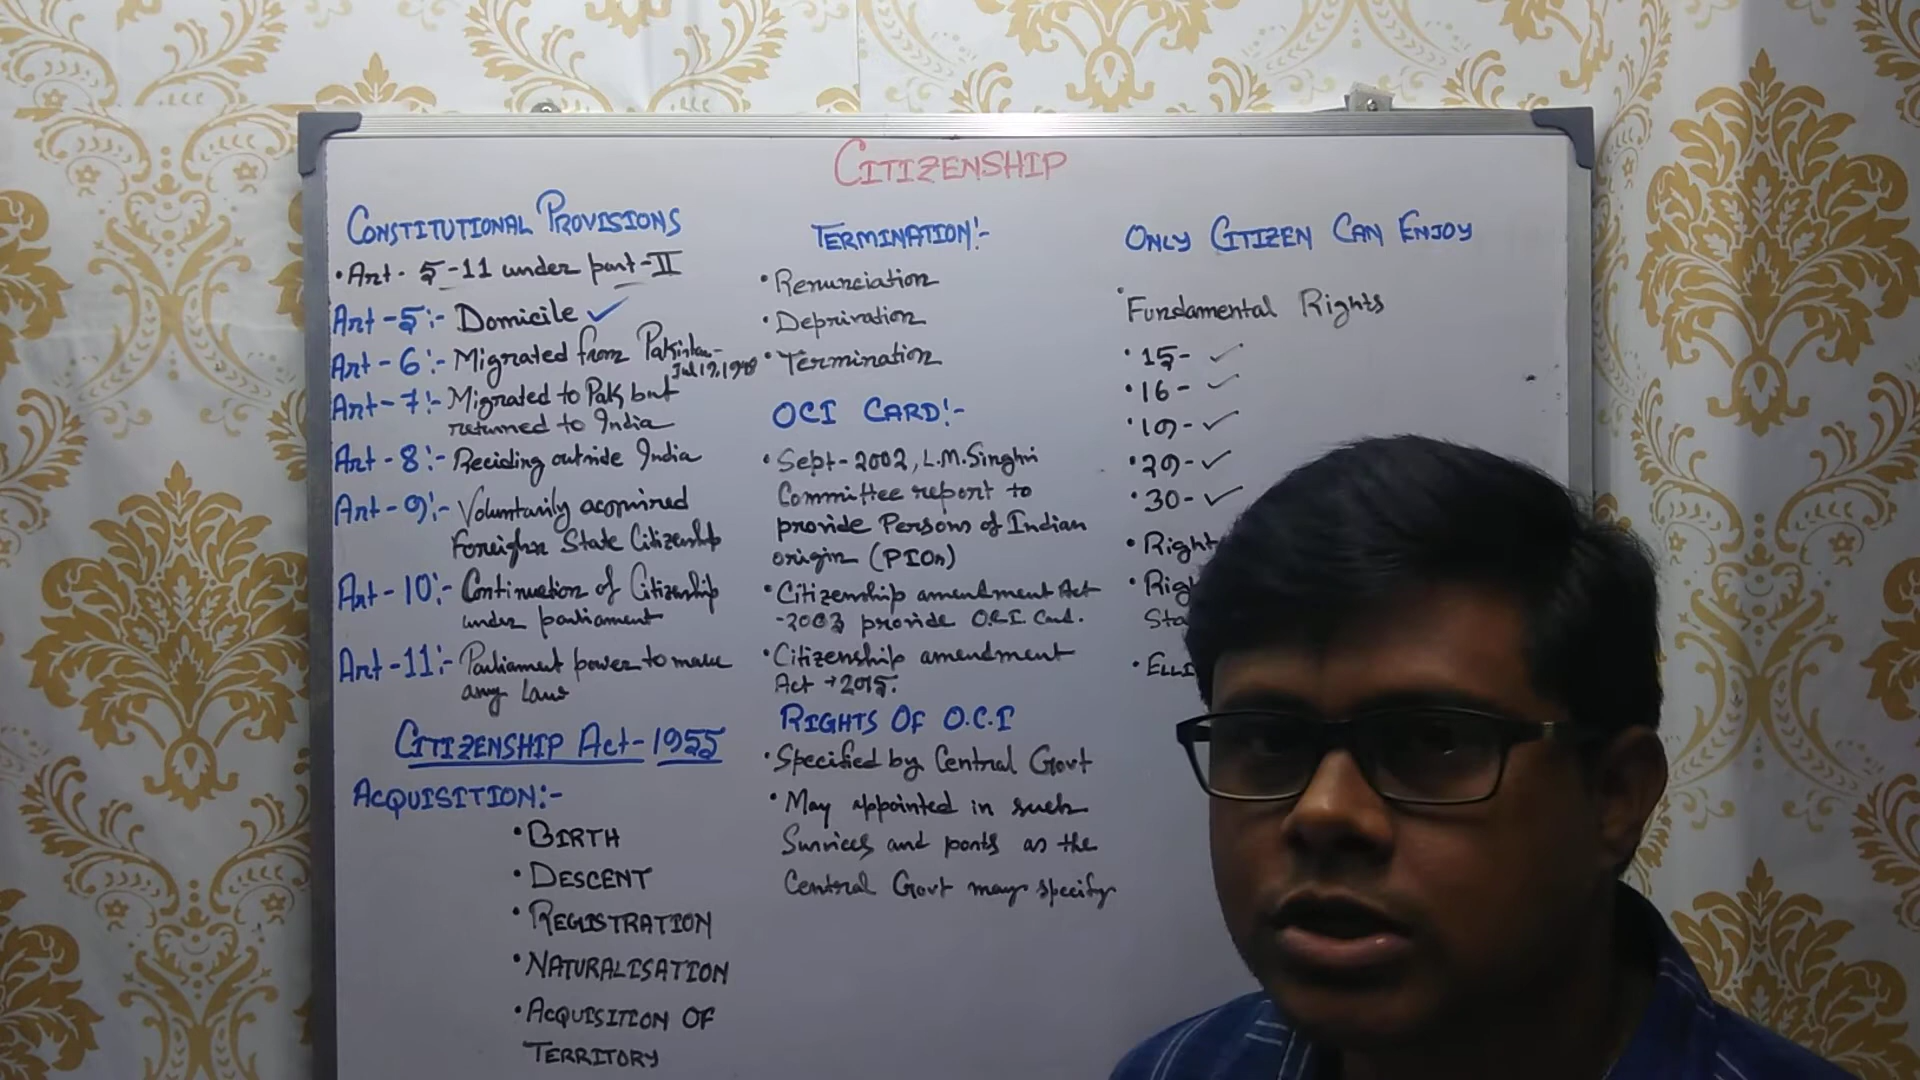 CITIZENSHIP
CONSTITUTIONAL PROVISIONS
• Art - 5-11 under part-II
Art-5:- Domicile ✓
Art-6:- Migrated from Pakistan-
Jul 19, 1948
Art-7:- Migrated to Pak but
returned to India
Art-8:- Reciding outside India
Art-9:- Voluntarily acquired
Foreign State Citizenship
Art-10:- Continuation of Citizenship
under parliament
Art-11:- Parliament power to make
any Law
CITIZENSHIP Act-1955
ACQUISITION:-
• BIRTH
• DESCENT
• REGISTRATION
• NATURALISATION
• ACQUISITION OF
TERRITORY
TERMINATION:-
• Renunciation
• Deprivation
• Termination
OCI CARD:-
• Sept-2002, L.M.Singhvi
Committee report to
provide Persons of Indian
origin (PIOs)
• Citizenship amendment Act
-2003 provide O.C.I. Card.
• Citizenship amendment
Act → 2015.
RIGHTS OF O.C.I
• Specified by Central Govt
• May appointed in such
Survices and posts as the
Central Govt may specify
ONLY CITIZEN CAN ENJOY
• Fundamental Rights
• 15- ✓
• 16- ✓
• 19- ✓
• 29- ✓
• 30- ✓
• Right
• Rig
Sta
• ELLI